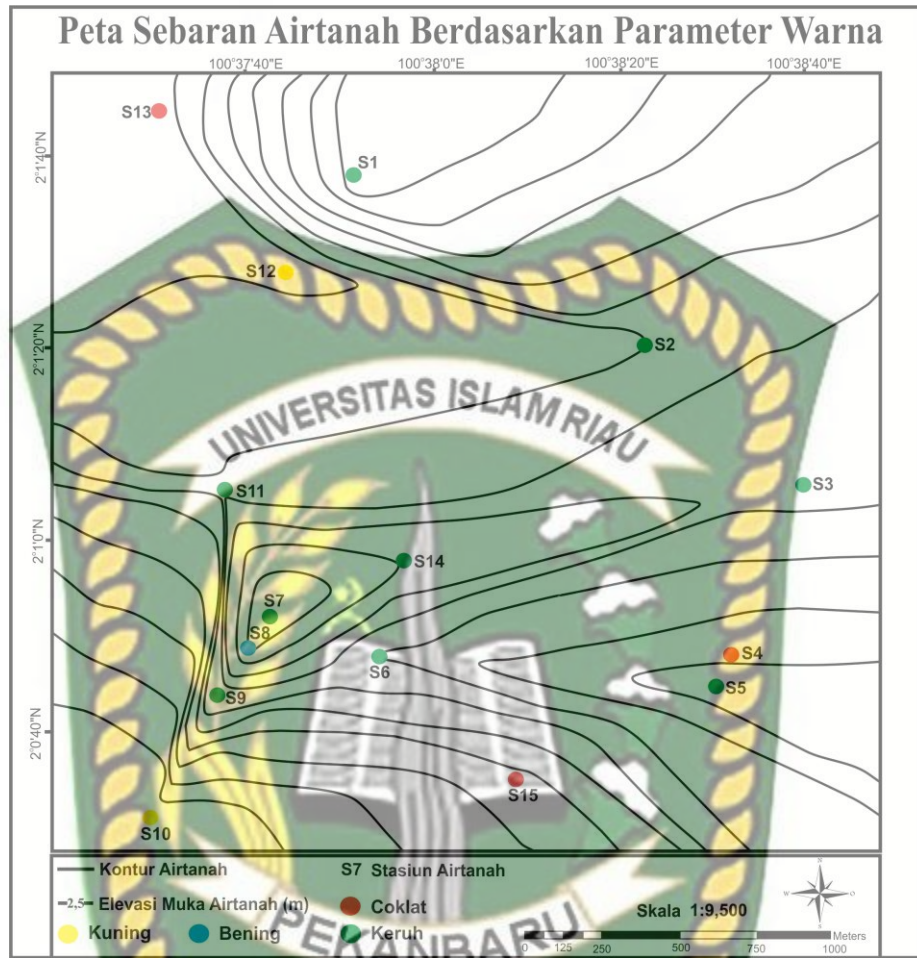 Peta Sebaran Airtanah Berdasarkan Parameter Warna
100°37'40"E 100°38'0"E 100°38'20"E 100°38'40"E
2°1'40"N
2°1'20"N
2°1'0"N
2°0'40"N
S13
S1
S12
S2
UNIVERSITAS ISLAM RIAU
S11
S3
S14
S7
S8
S6
S4
S5
S9
S15
S10
Kontur Airtanah
S7 Stasiun Airtanah
2,5 Elevasi Muka Airtanah (m)
Coklat
Kuning
Bening
Keruh
PEKANBARU
Skala 1:9,500
0 125 250 500 750 1000 Meters
N
W O
S